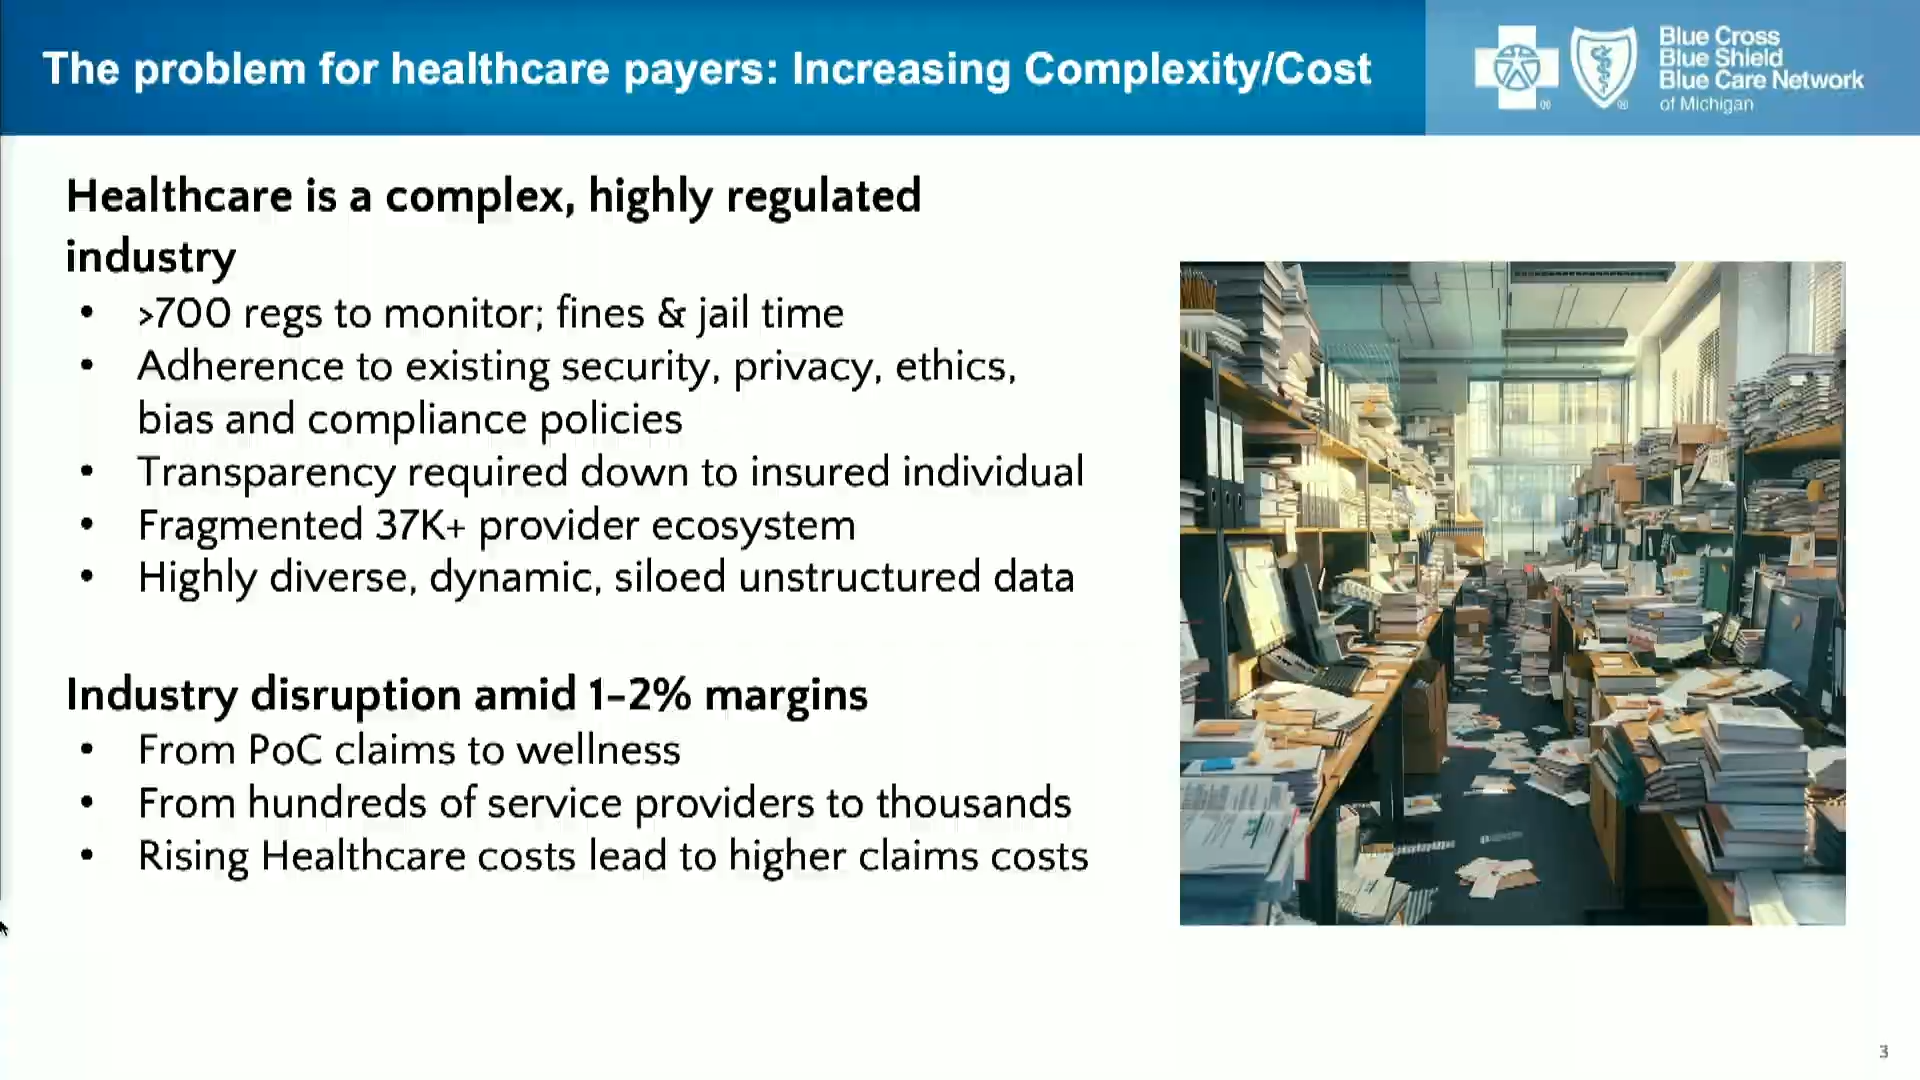 The problem for healthcare payers: Increasing Complexity/Cost
Blue Cross
Blue Shield
Blue Care Network
of Michigan
Healthcare is a complex, highly regulated
industry
• >700 regs to monitor; fines & jail time
• Adherence to existing security, privacy, ethics,
bias and compliance policies
• Transparency required down to insured individual
• Fragmented 37K+ provider ecosystem
• Highly diverse, dynamic, siloed unstructured data
Industry disruption amid 1-2% margins
• From PoC claims to wellness
• From hundreds of service providers to thousands
• Rising Healthcare costs lead to higher claims costs
3